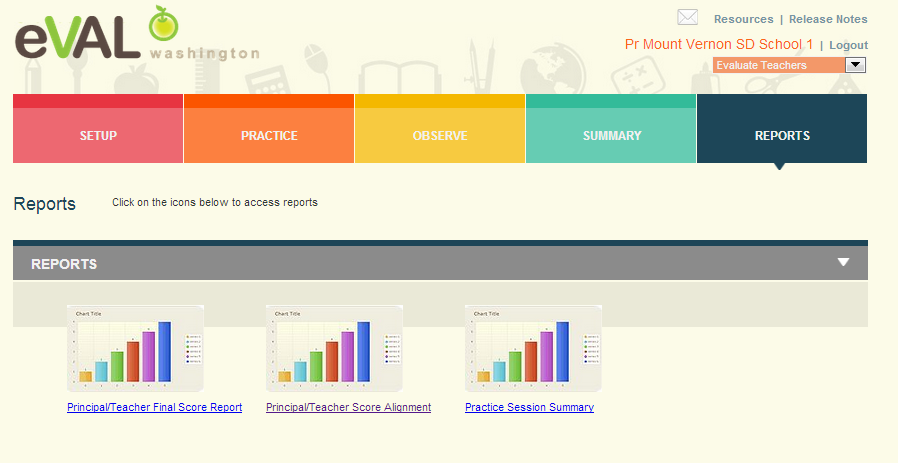 eVAL washington
Resources | Release Notes
Pr Mount Vernon SD School 1 | Logout
Evaluate Teachers
SETUP
PRACTICE
OBSERVE
SUMMARY
REPORTS
Reports
Click on the icons below to access reports
REPORTS
Chart Title
Chart Title
Chart Title
Principal/Teacher Final Score Report
Principal/Teacher Score Alignment
Practice Session Summary